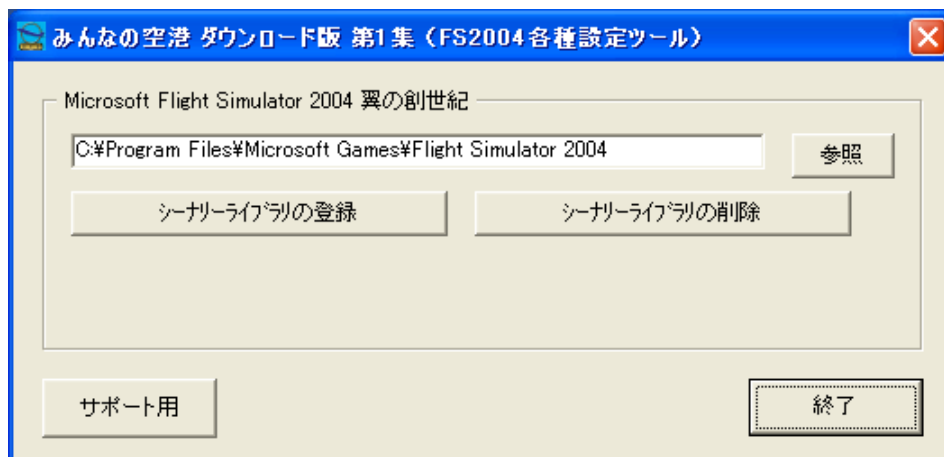 みんなの空港 ダウンロード版 第1集（FS2004各種設定ツール）
Microsoft Flight Simulator 2004 翼の創世紀
C:¥Program Files¥Microsoft Games¥Flight Simulator 2004
参照
ｼｰﾅﾘｰﾗｲﾌﾞﾗﾘの登録
ｼｰﾅﾘｰﾗｲﾌﾞﾗﾘの削除
サポート用
終了